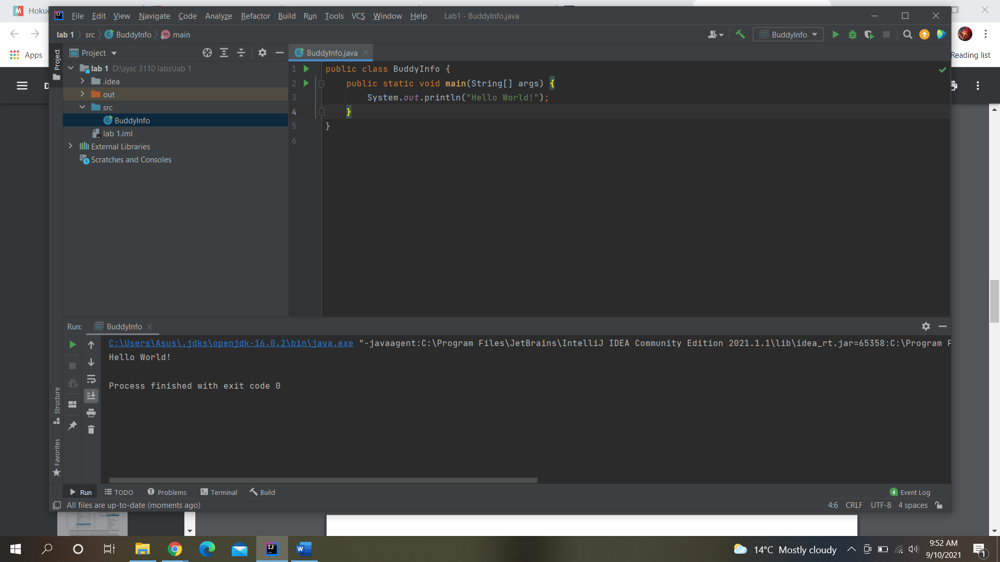 Hokud
File Edit View Navigate Code Analyze Refactor Build Run Tools VCS Window Help Lab1 - BuddyInfo.java
lab 1 src BuddyInfo main
BuddyInfo
Apps
Reading list
Project
Project
BuddyInfo.java
lab 1 D:\sysc 3110 labs\lab 1
.idea
out
src
BuddyInfo
lab 1.iml
External Libraries
Scratches and Consoles
1 public class BuddyInfo {
2 public static void main(String[] args) {
3 System.out.println("Hello World!");
4 }
5 }
6
Run: BuddyInfo
C:\Users\Asus\.jdks\openjdk-16.0.2\bin\java.exe "-javaagent:C:\Program Files\JetBrains\IntelliJ IDEA Community Edition 2021.1.1\lib\idea_rt.jar=65358:C:\Program F
Hello World!
Process finished with exit code 0
Structure
Favorites
Run TODO Problems Terminal Build
4 Event Log
All files are up-to-date (moments ago)
4:6 CRLF UTF-8 4 spaces
14°C Mostly cloudy
9:52 AM
9/10/2021
1